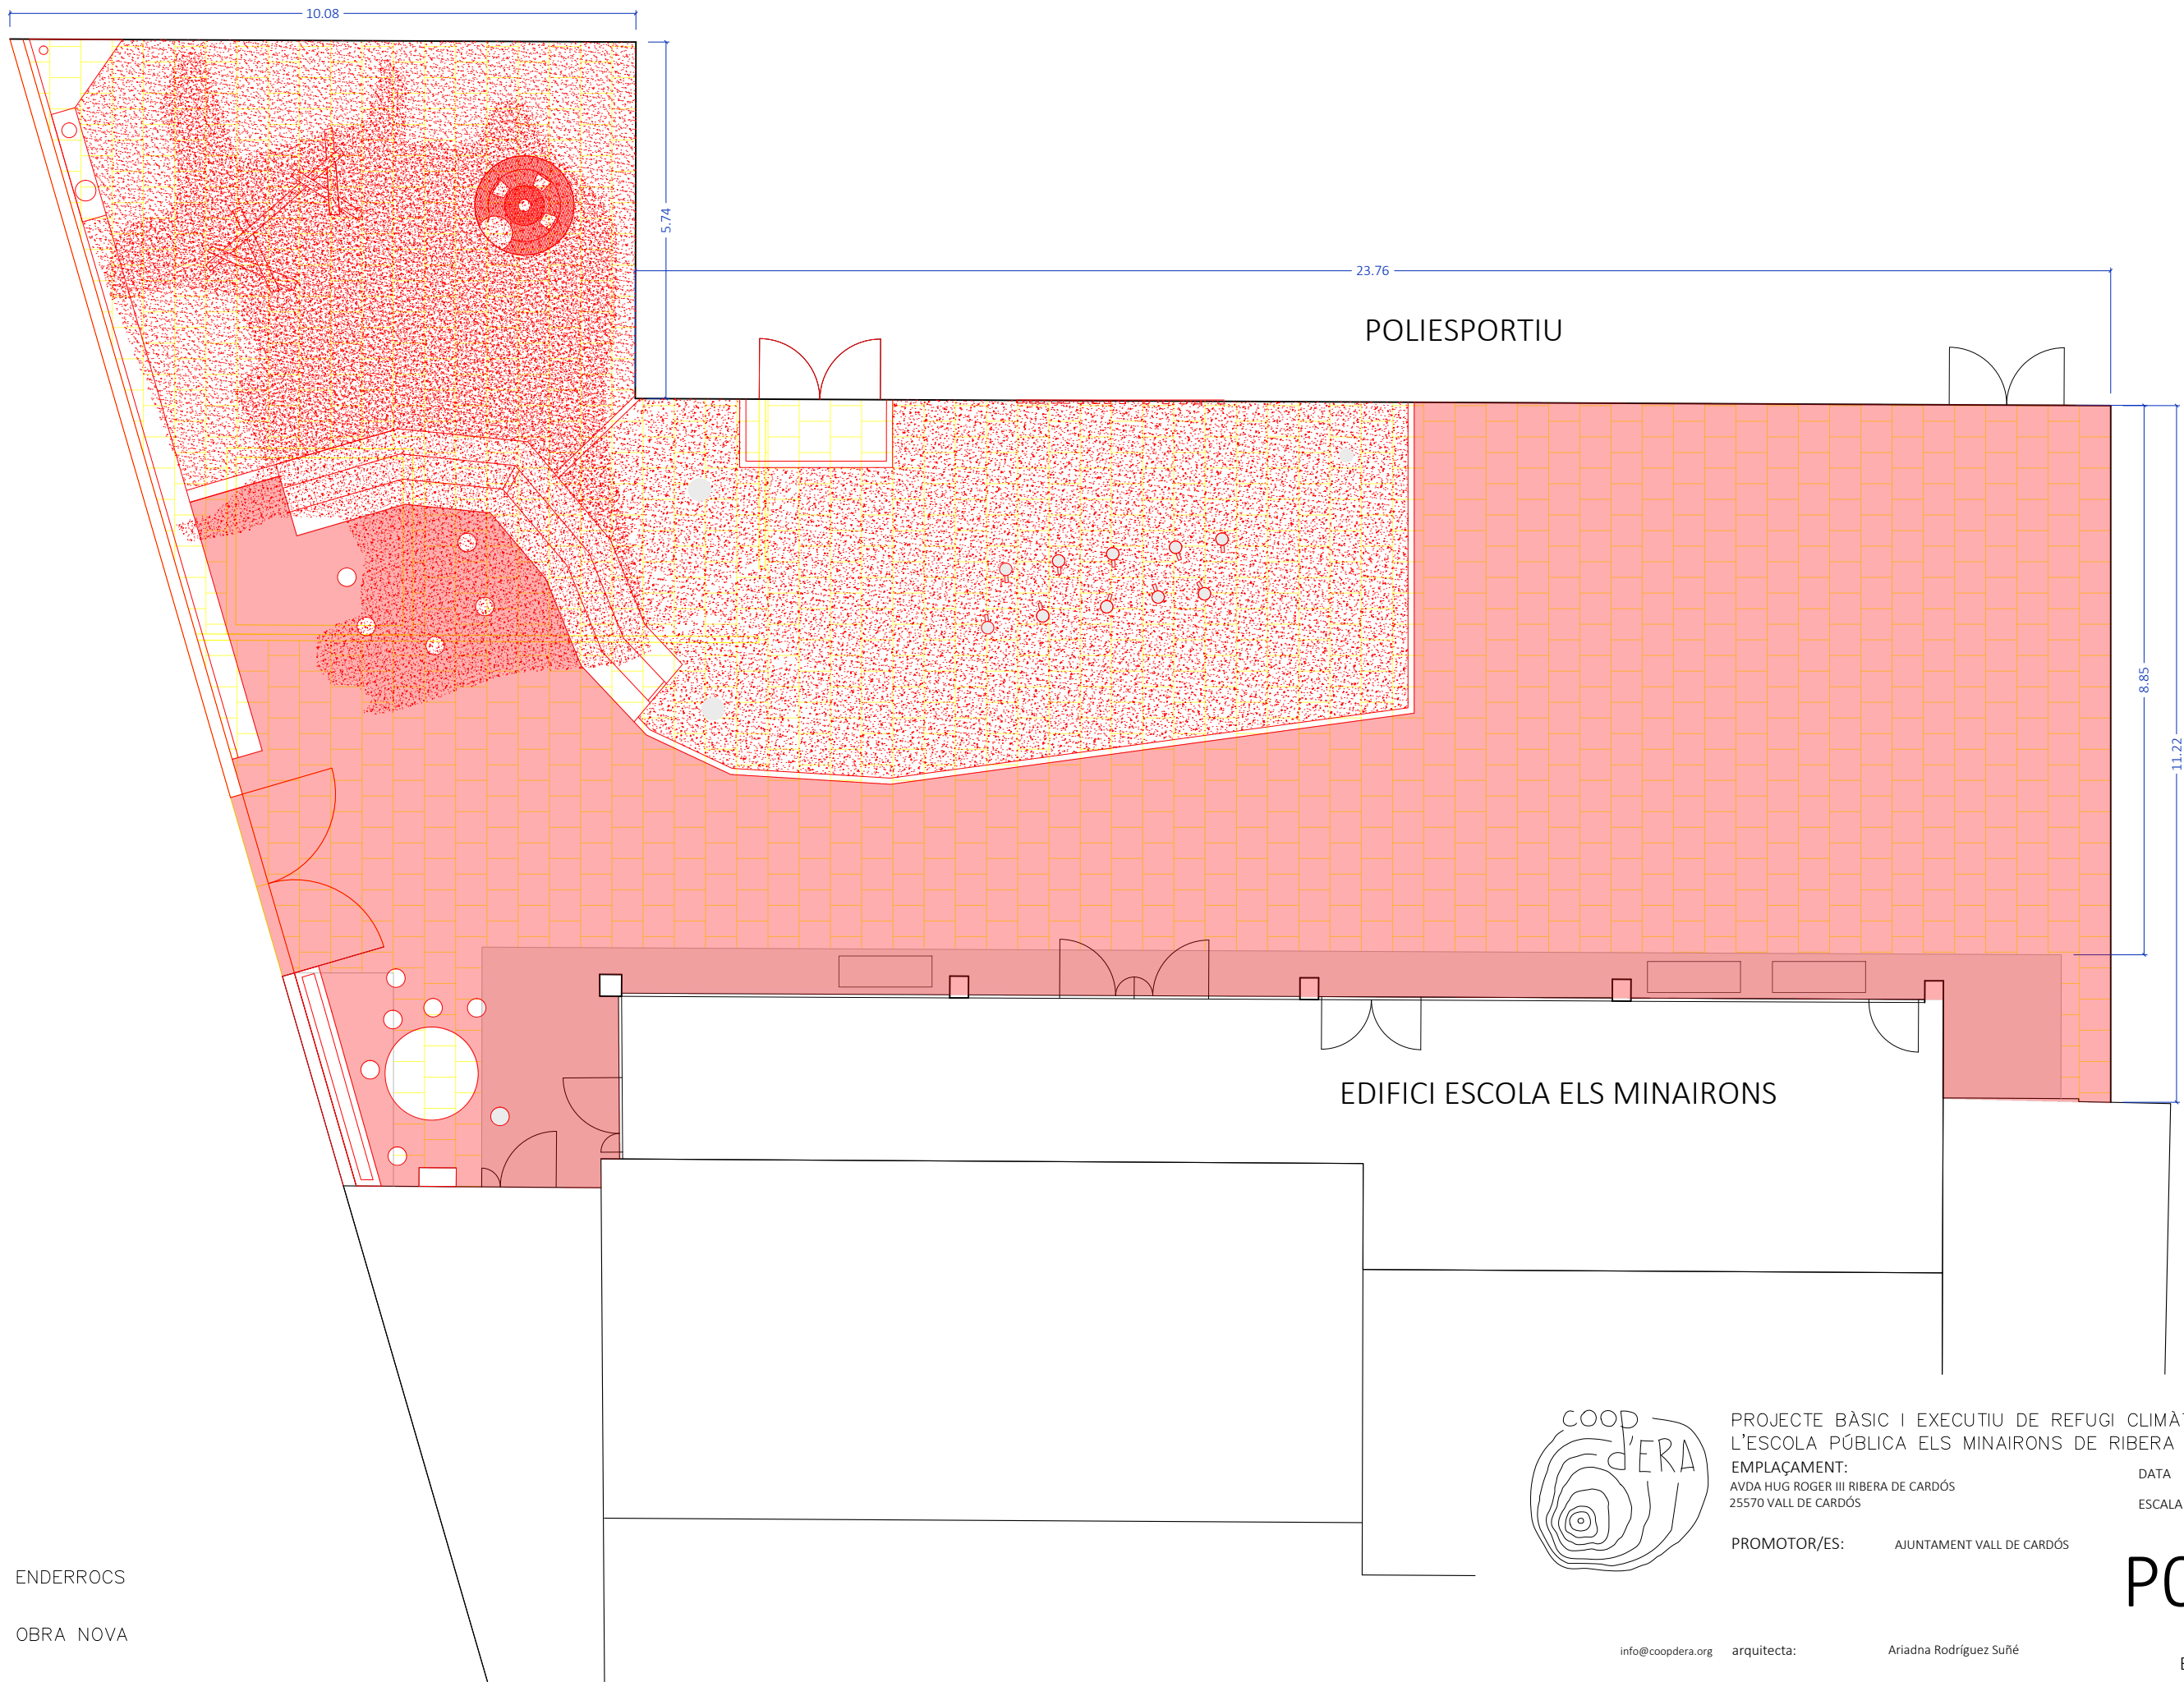 10.08
5.74
23.76
POLIESPORTIU
8.85
11.22
EDIFICI ESCOLA ELS MINAIRONS
COOP
d'ERA
PROJECTE BÀSIC I EXECUTIU DE REFUGI
L'ESCOLA PÚBLICA ELS MINAIRONS DE RIBERA
EMPLAÇAMENT:
AVDA HUG ROGER III RIBERA DE CARDÓS
25570 VALL DE CARDÓS
DATA
ESCALA
PROMOTOR/ES: AJUNTAMENT VALL DE CARDÓS
ENDERROCS
OBRA NOVA
info@coopdera.org arquitecta: Ariadna Rodríguez Suñé